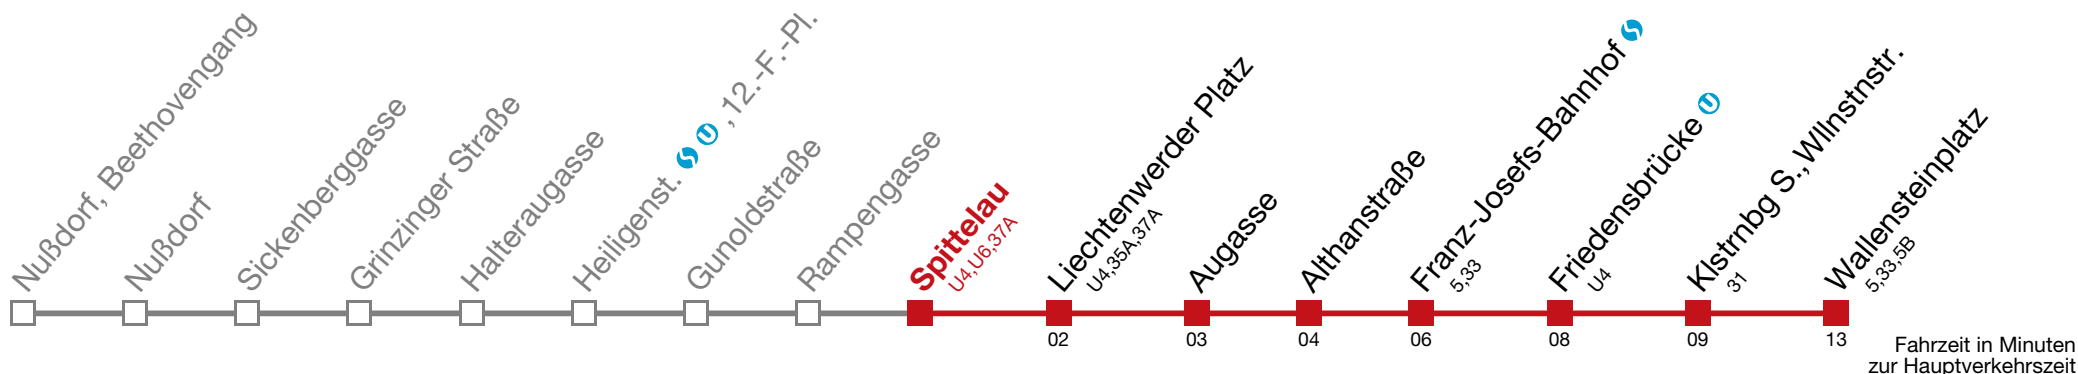 Nußdorf, Beethovengang
Nußdorf
Sickenberggasse
Grinzinger Straße
Halteraugasse
Heiligenst. S U , 12.-F.-Pl.
Gunoldstraße
Rampengasse
Spittelau
U4,U6,37A
Liechtenwerder Platz
U4,35A,37A
02
Augasse
03
Althanstraße
04
Franz-Josefs-Bahnhof S
5,33
06
Friedensbrücke U
U4
08
Klstrnbg S., Wllnstnstr.
31
09
Wallensteinplatz
5,33,5B
13
Fahrzeit in Minuten
zur Hauptverkehrszeit